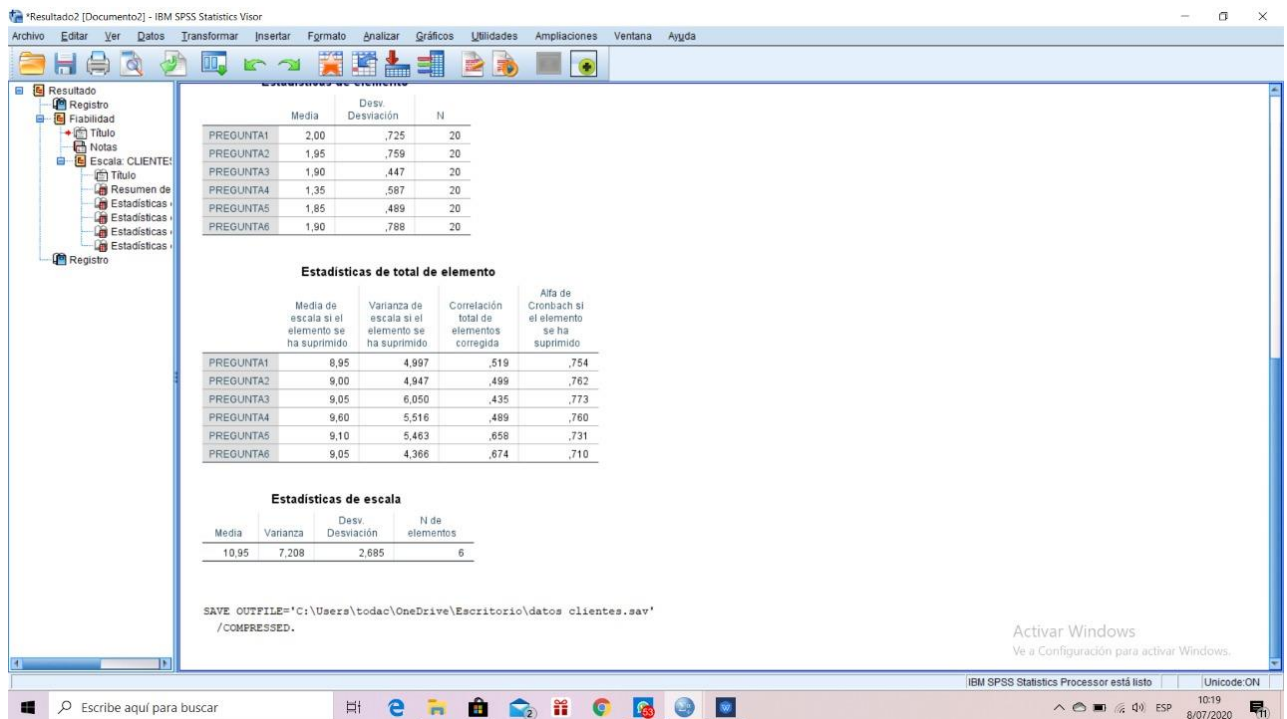 *Resultado2 [Documento2] - IBM SPSS Statistics Visor
Archivo Editar Ver Datos Transformar Insertar Formato Analizar Gráficos Utilidades Ampliaciones Ventana Ayuda
Resultado
Registro
Fiabilidad
Título
Notas
Escala: CLIENTES
Título
Resumen de
Estadísticas
Estadísticas
Estadísticas
Estadísticas
Registro
Estadísticas de elemento
Media Desv. Desviación N
PREGUNTA1 2,00 ,725 20
PREGUNTA2 1,95 ,759 20
PREGUNTA3 1,90 ,447 20
PREGUNTA4 1,35 ,587 20
PREGUNTA5 1,85 ,489 20
PREGUNTA6 1,90 ,788 20
Estadísticas de total de elemento
Media de escala si el elemento se ha suprimido Varianza de escala si el elemento se ha suprimido Correlación total de elementos corregida Alfa de Cronbach si el elemento se ha suprimido
PREGUNTA1 8,95 4,997 ,519 ,754
PREGUNTA2 9,00 4,947 ,499 ,762
PREGUNTA3 9,05 6,050 ,435 ,773
PREGUNTA4 9,60 5,516 ,489 ,760
PREGUNTA5 9,10 5,463 ,658 ,731
PREGUNTA6 9,05 4,366 ,674 ,710
Estadísticas de escala
Media Varianza Desv. Desviación N de elementos
10,95 7,208 2,685 6
SAVE OUTFILE='C:\Users\todac\OneDrive\Escritorio\datos clientes.sav'
/COMPRESSED.
Activar Windows
Ve a Configuración para activar Windows.
IBM SPSS Statistics Processor está listo Unicode:ON
Escribe aquí para buscar
ESP
10:19
8/07/2020